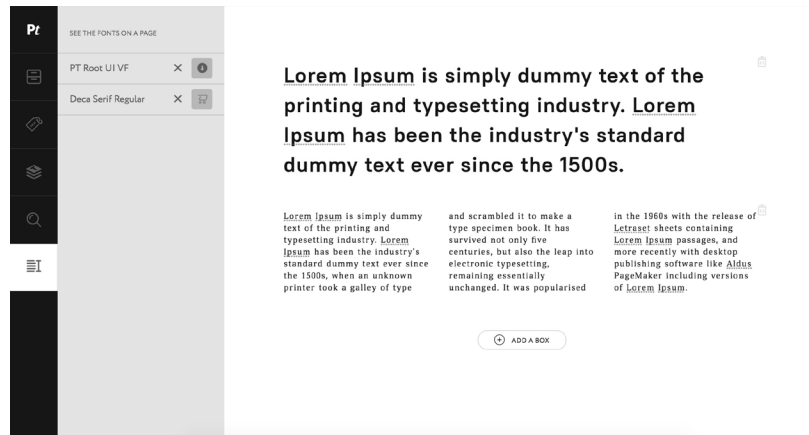 Pt
SEE THE FONTS ON A PAGE
PT Root UI VF
Deca Serif Regular
Lorem Ipsum is simply dummy text of the
printing and typesetting industry. Lorem
Ipsum has been the industry's standard
dummy text ever since the 1500s.
Lorem Ipsum is simply dummy
text of the printing and
typesetting industry. Lorem
Ipsum has been the industry's
standard dummy text ever since
the 1500s, when an unknown
printer took a galley of type
and scrambled it to make a
type specimen book. It has
survived not only five
centuries, but also the leap into
electronic typesetting,
remaining essentially
unchanged. It was popularised
in the 1960s with the release of
Letraset sheets containing
Lorem Ipsum passages, and
more recently with desktop
publishing software like Aldus
PageMaker including versions
of Lorem Ipsum.
ADD A BOX